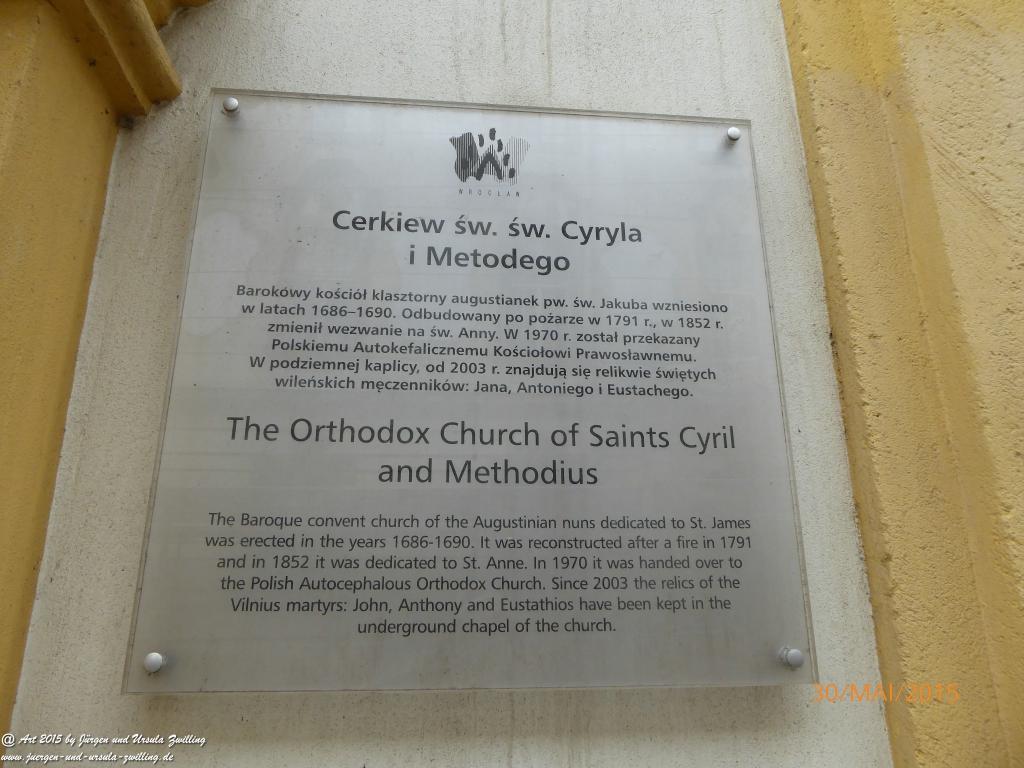 WROCŁAW
Cerkiew św. św. Cyryla
i Metodego
Barokowy kościół klasztorny augustianek pw. św. Jakuba wzniesiono
w latach 1686–1690. Odbudowany po pożarze w 1791 r., w 1852 r.
zmienił wezwanie na św. Anny. W 1970 r. został przekazany
Polskiemu Autokefalicznemu Kościołowi Prawosławnemu.
W podziemnej kaplicy, od 2003 r. znajdują się relikwie świętych
wileńskich męczenników: Jana, Antoniego i Eustachego.
The Orthodox Church of Saints Cyril
and Methodius
The Baroque convent church of the Augustinian nuns dedicated to St. James
was erected in the years 1686-1690. It was reconstructed after a fire in 1791
and in 1852 it was dedicated to St. Anne. In 1970 it was handed over to
the Polish Autocephalous Orthodox Church. Since 2003 the relics of the
Vilnius martyrs: John, Anthony and Eustathios have been kept in the
underground chapel of the church.
30/MAI/2015
@ Art 2015 by Jürgen und Ursula Zwilling
www.juergen-und-ursula-zwilling.de